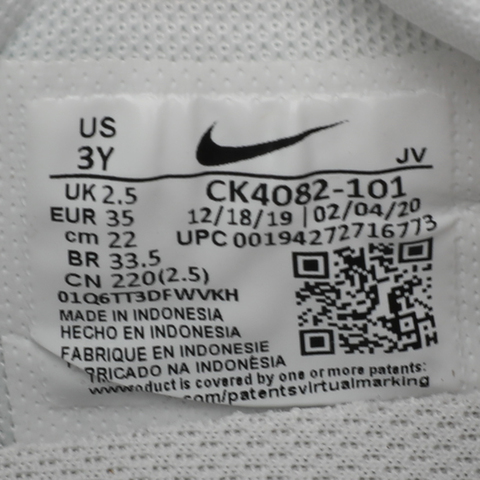 US
3Y
JV
UK 2.5
CK4082-101
EUR 35
12/18/19 | 02/04/20
cm 22
UPC 00194272716773
BR 33.5
CN 220(2.5)
01Q6TT3DFWVKH
MADE IN INDONESIA
HECHO EN INDONESIA
FABRIQUE EN INDONESIE
RICADO NA INDONÉSIA
oduct is covered by one or more patents:
com/patentsvirtualmarking